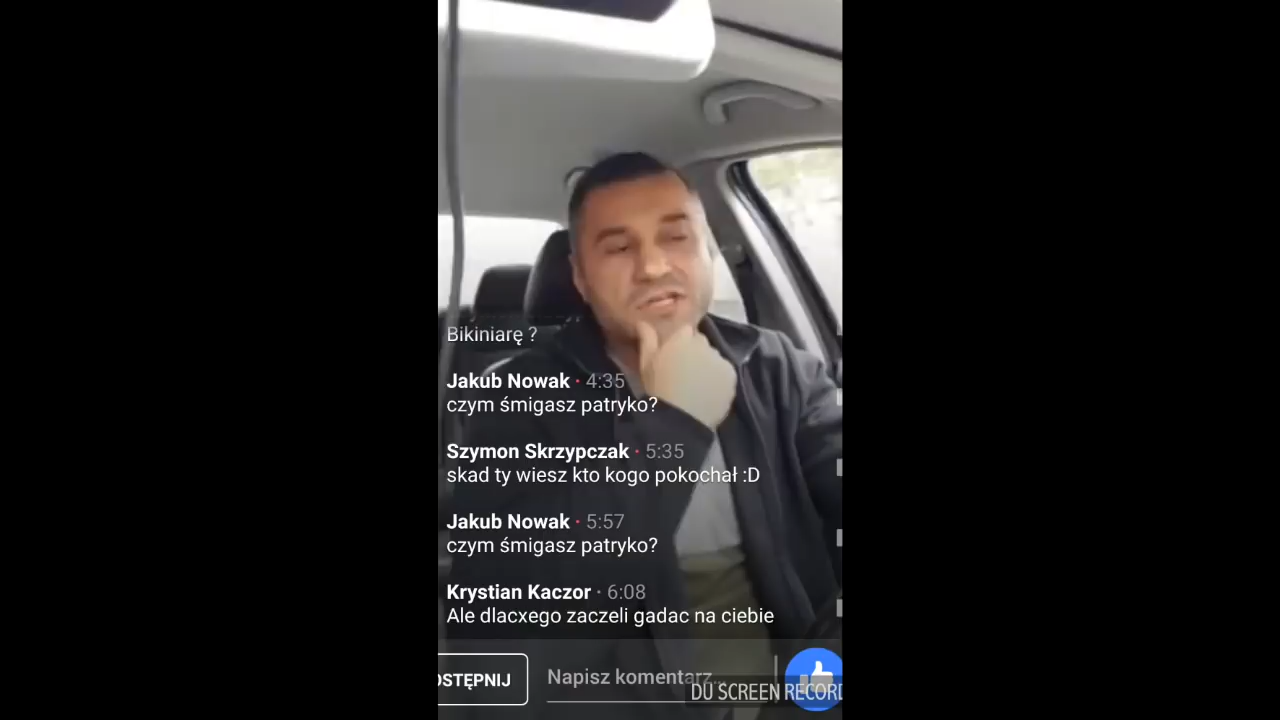 Bikiniarę ?
Jakub Nowak · 4:35
czym śmigasz patryko?
Szymon Skrzypczak · 5:35
skad ty wiesz kto kogo pokochał :D
Jakub Nowak · 5:57
czym śmigasz patryko?
Krystian Kaczor · 6:08
Ale dlacxego zaczeli gadac na ciebie
OSTĘPNIJ Napisz komentarz...
DU SCREEN RECORD